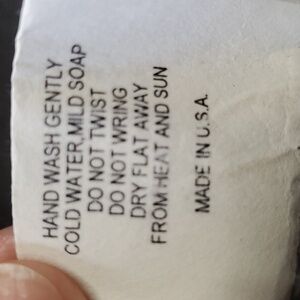 HAND WASH GENTLY
COLD WATER,MILD SOAP
DO NOT TWIST
DO NOT WRING
DRY FLAT AWAY
FROM HEAT AND SUN
MADE IN U.S.A.